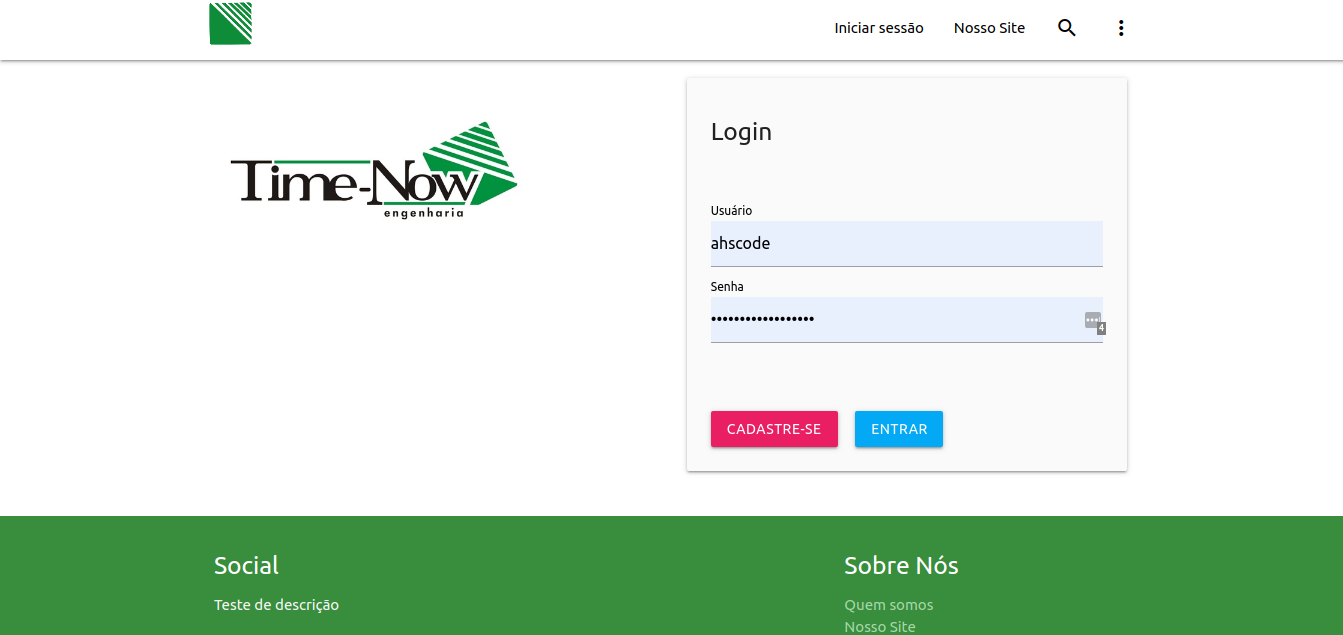 Iniciar sessão Nosso Site
Time-Now
engenharia
Login
Usuário
ahscode
Senha
••••••••••••••••••
4
CADASTRE-SE ENTRAR
Social
Teste de descrição
Sobre Nós
Quem somos
Nosso Site